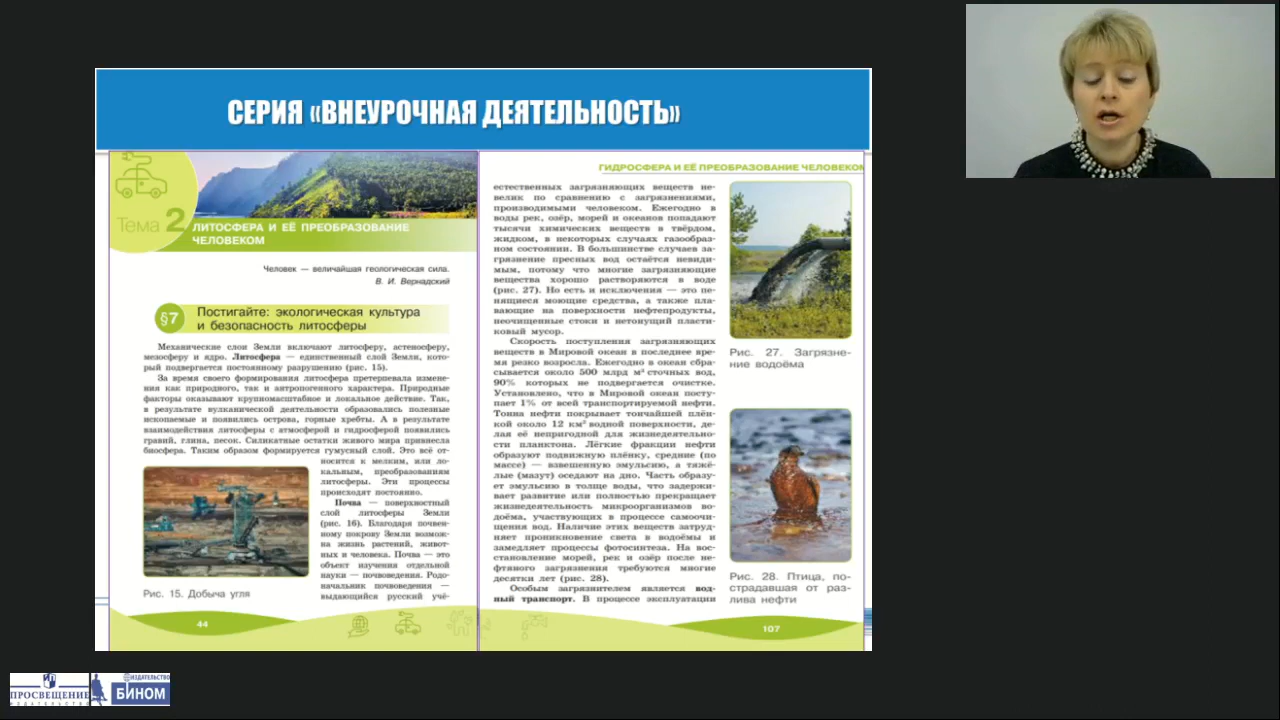 СЕРИЯ «ВНЕУРОЧНАЯ ДЕЯТЕЛЬНОСТЬ»
Тема 2
ЛИТОСФЕРА И ЕЁ ПРЕОБРАЗОВАНИЕ
ЧЕЛОВЕКОМ
Человек — величайшая геологическая сила.
В. И. Вернадский
§7
Постигайте: экологическая культура
и безопасность литосферы
Механические слои Земли включают литосферу, астеносферу,
мезосферу и ядро. Литосфера — единственный слой Земли, кото-
рый подвергается постоянному разрушению (рис. 15).
За время своего формирования литосфера претерпевала измене-
ния как природного, так и антропогенного характера. Природные
факторы оказывают крупномасштабное и локальное действие. Так,
в результате вулканической деятельности образовались полезные
ископаемые и появились острова, горные хребты. А в результате
взаимодействия литосферы с атмосферой и гидросферой появились
гравий, глина, песок. Силикатные остатки живого мира привнесла
биосфера. Таким образом формируется гумусный слой. Это всё от-
носится к мелким, или ло-
кальным, преобразованиям
литосферы. Эти процессы
происходят постоянно.
Почва — поверхностный
слой литосферы Земли
(рис. 16). Благодаря почвен-
ному покрову Земли возмож-
на жизнь растений, живот-
ных и человека. Почва — это
объект изучения отдельной
науки — почвоведения. Родо-
начальник почвоведения —
выдающийся русский учё-
Рис. 15. Добыча угля
44
ГИДРОСФЕРА И ЕЁ ПРЕОБРАЗОВАНИЕ ЧЕЛОВЕКОМ
естественных загрязняющих веществ не-
велик по сравнению с загрязнениями,
производимыми человеком. Ежегодно в
воды рек, озёр, морей и океанов попадают
тысячи химических веществ в твёрдом,
жидком, в некоторых случаях газообраз-
ном состоянии. В большинстве случаев за-
грязнение пресных вод остаётся невиди-
мым, потому что многие загрязняющие
вещества хорошо растворяются в воде
(рис. 27). Но есть и исключения — это пе-
нящиеся моющие средства, а также пла-
вающие на поверхности нефтепродукты,
неочищенные стоки и нетонущий пласти-
ковый мусор.
Скорость поступления загрязняющих
веществ в Мировой океан в последнее вре-
мя резко возросла. Ежегодно в океан сбра-
сывается около 500 млрд м³ сточных вод,
90% которых не подвергается очистке.
Установлено, что в Мировой океан посту-
пает 1% от всей транспортируемой нефти.
Тонна нефти покрывает тончайшей плён-
кой около 12 км² водной поверхности, де-
лая её непригодной для жизнедеятельно-
сти планктона. Лёгкие фракции нефти
образуют подвижную плёнку, средние (по
массе) — взвешенную эмульсию, а тяжё-
лые (мазут) оседают на дно. Часть образу-
ет эмульсию в толще воды, что задержи-
вает развитие или полностью прекращает
жизнедеятельность микроорганизмов во-
доёма, участвующих в процессе самоочи-
щения вод. Наличие этих веществ затруд-
няет проникновение света в водоёмы и
замедляет процессы фотосинтеза. На вос-
становление морей, рек и озёр после не-
фтяного загрязнения требуются многие
десятки лет (рис. 28).
Особым загрязнителем является вод-
ный транспорт. В процессе эксплуатации
Рис. 27. Загрязне-
ние водоёма
Рис. 28. Птица, по-
страдавшая от раз-
лива нефти
107
ПРОСВЕЩЕНИЕ
ИЗДАТЕЛЬСТВО
ИЗДАТЕЛЬСТВО
БИНОМ